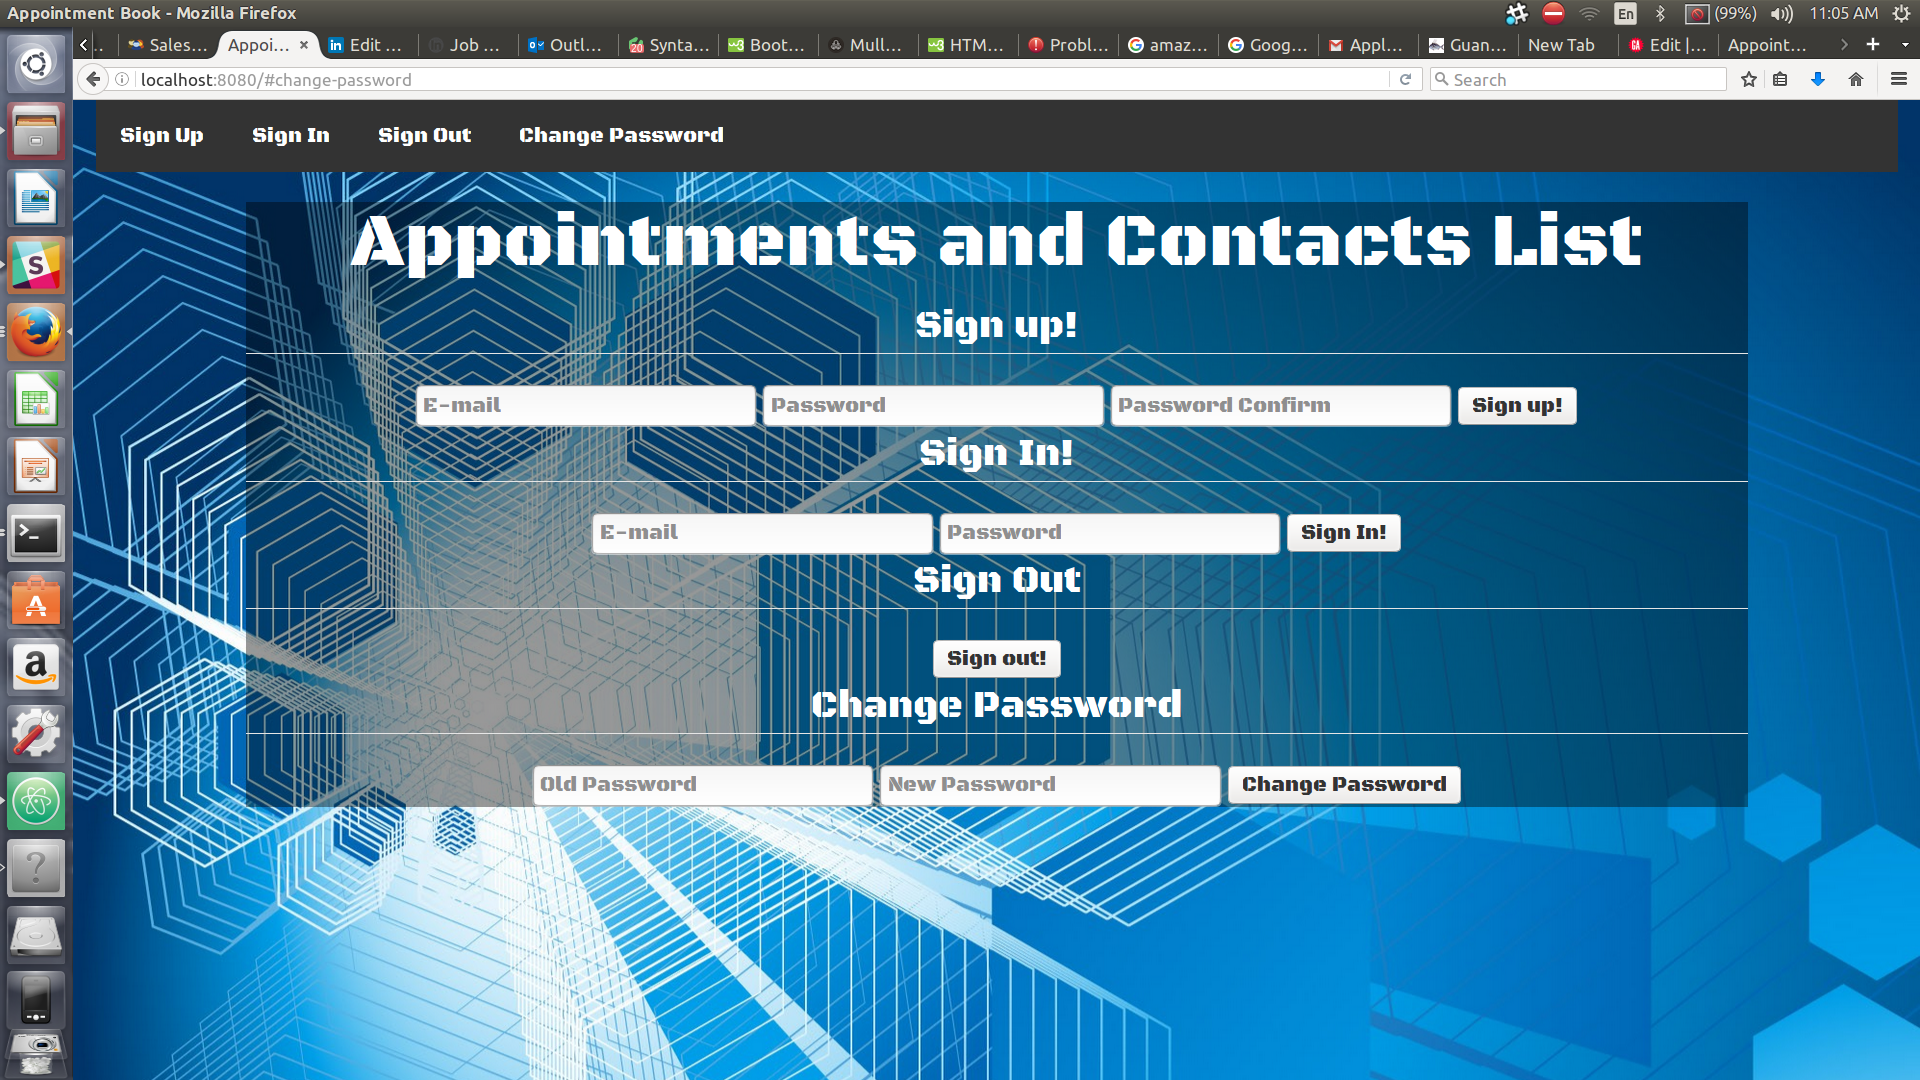 Appointment Book - Mozilla Firefox
En
(99%)
11:05 AM
..
Sales...
Appoi...
Edit ...
Job ...
Outl...
Synta...
Boot...
Mull...
HTM...
Probl...
amaz...
Goog...
Appl...
Guan...
New Tab
Edit |...
Appoint...
localhost:8080/#change-password
Search
Sign Up
Sign In
Sign Out
Change Password
Appointments and Contacts List
Sign up!
E-mail
Password
Password Confirm
Sign up!
Sign In!
E-mail
Password
Sign In!
Sign Out
Sign out!
Change Password
Old Password
New Password
Change Password